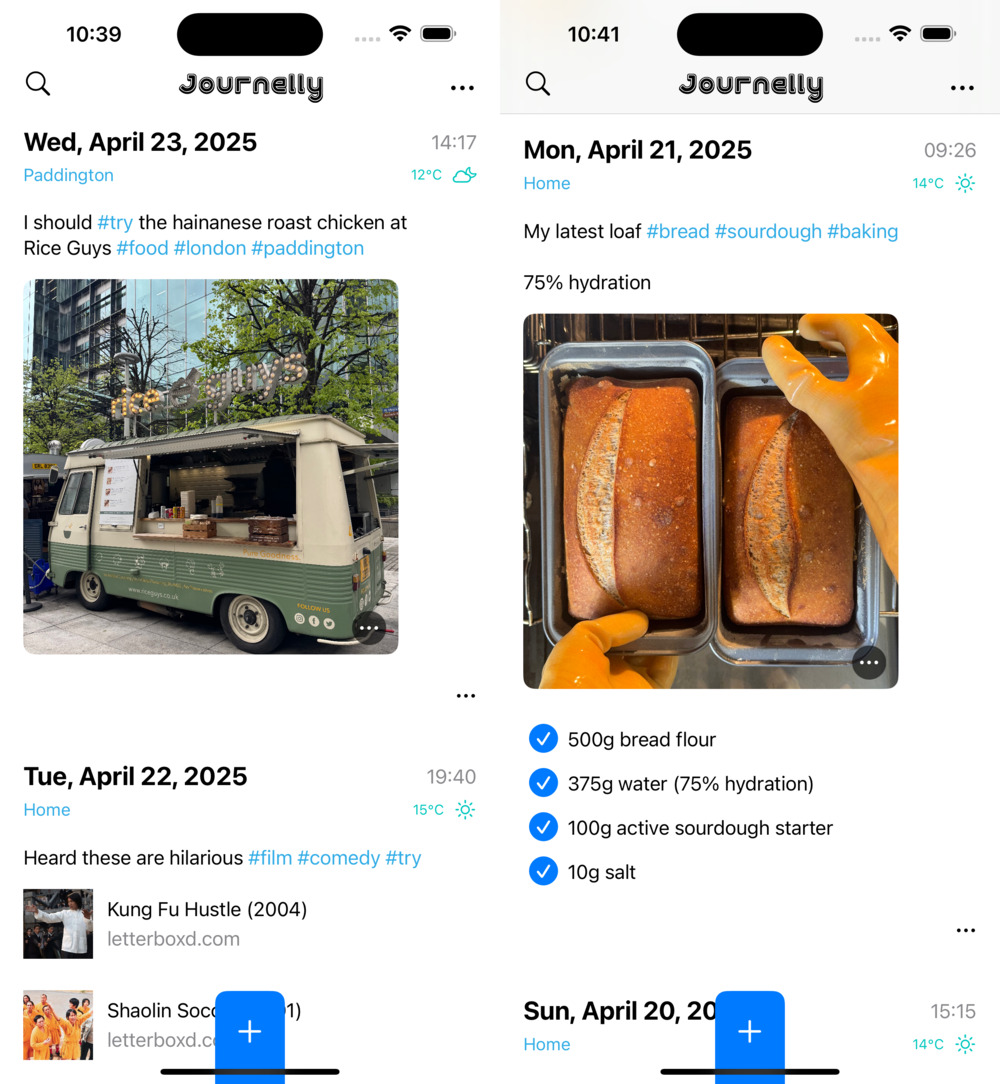 10:39
Journelly
Wed, April 23, 2025
14:17
Paddington
12°C
I should #try the hainanese roast chicken at
Rice Guys #food #london #paddington
rice guys
Pure Goodness.
www.riceguys.co.uk
FOLLOW US
Tue, April 22, 2025
19:40
Home
15°C
Heard these are hilarious #film #comedy #try
Kung Fu Hustle (2004)
letterboxd.com
Shaolin Socc
1)
letterboxd.c
10:41
Journelly
Mon, April 21, 2025
09:26
Home
14°C
My latest loaf #bread #sourdough #baking
75% hydration
500g bread flour
375g water (75% hydration)
100g active sourdough starter
10g salt
Sun, April 20, 20
15:15
Home
14°C